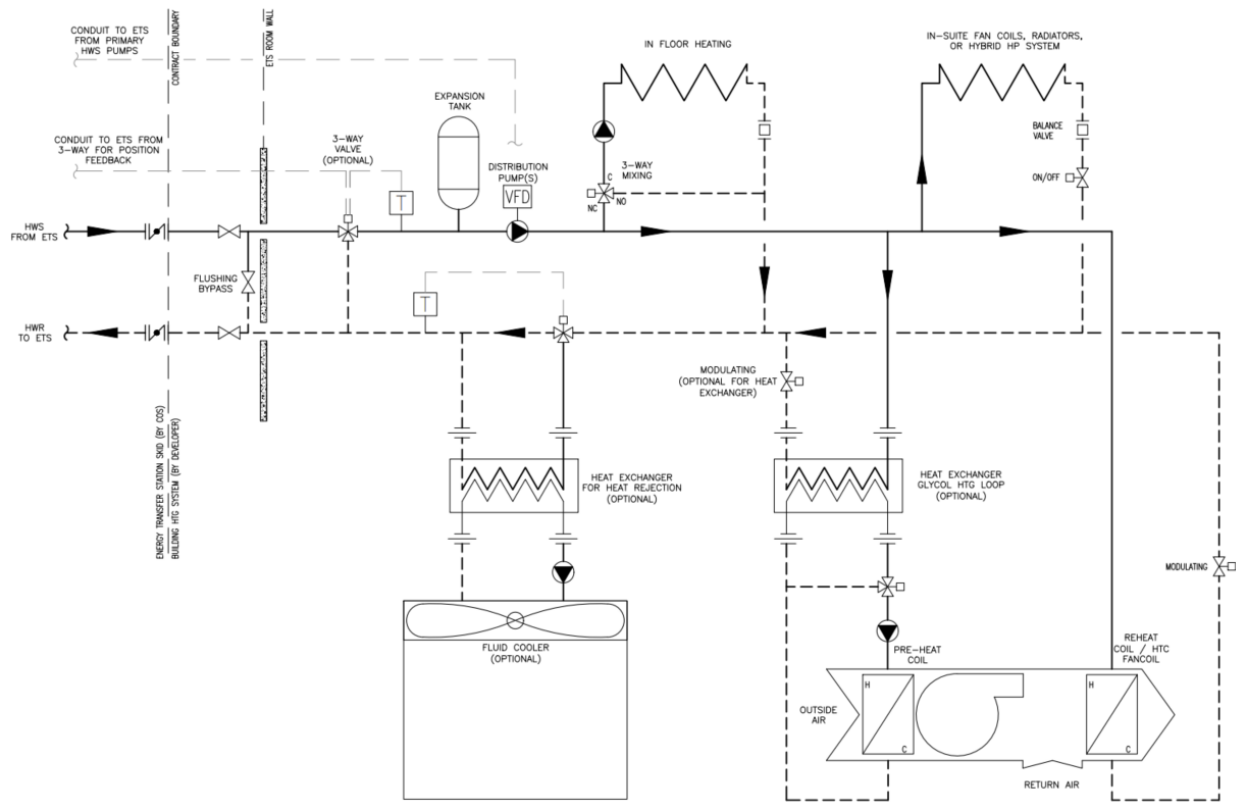 CONDUIT TO ETS
FROM PRIMARY
HWS PUMPS
CONTRACT BOUNDARY
ETS ROOM WALL
IN FLOOR HEATING
IN-SUITE FAN COILS, RADIATORS,
OR HYBRID HP SYSTEM
EXPANSION
TANK
CONDUIT TO ETS FROM
3-WAY FOR POSITION
FEEDBACK
3-WAY
VALVE
(OPTIONAL)
DISTRIBUTION
PUMP(S)
VFD
T
C
3-WAY
MIXING
NC
NO
BALANCE
VALVE
ON/OFF
HWS
FROM ETS
FLUSHING
BYPASS
T
HWR
TO ETS
MODULATING
(OPTIONAL FOR HEAT
EXCHANGER)
HEAT EXCHANGER
FOR HEAT REJECTION
(OPTIONAL)
HEAT EXCHANGER
GLYCOL HTG LOOP
(OPTIONAL)
ENERGY TRANSFER STATION SKID (BY COS)
BUILDING HTG SYSTEM (BY DEVELOPER)
MODULATING
FLUID COOLER
(OPTIONAL)
PRE-HEAT
COIL
REHEAT
COIL / HTC
FANCOIL
OUTSIDE
AIR
H
C
H
C
RETURN AIR